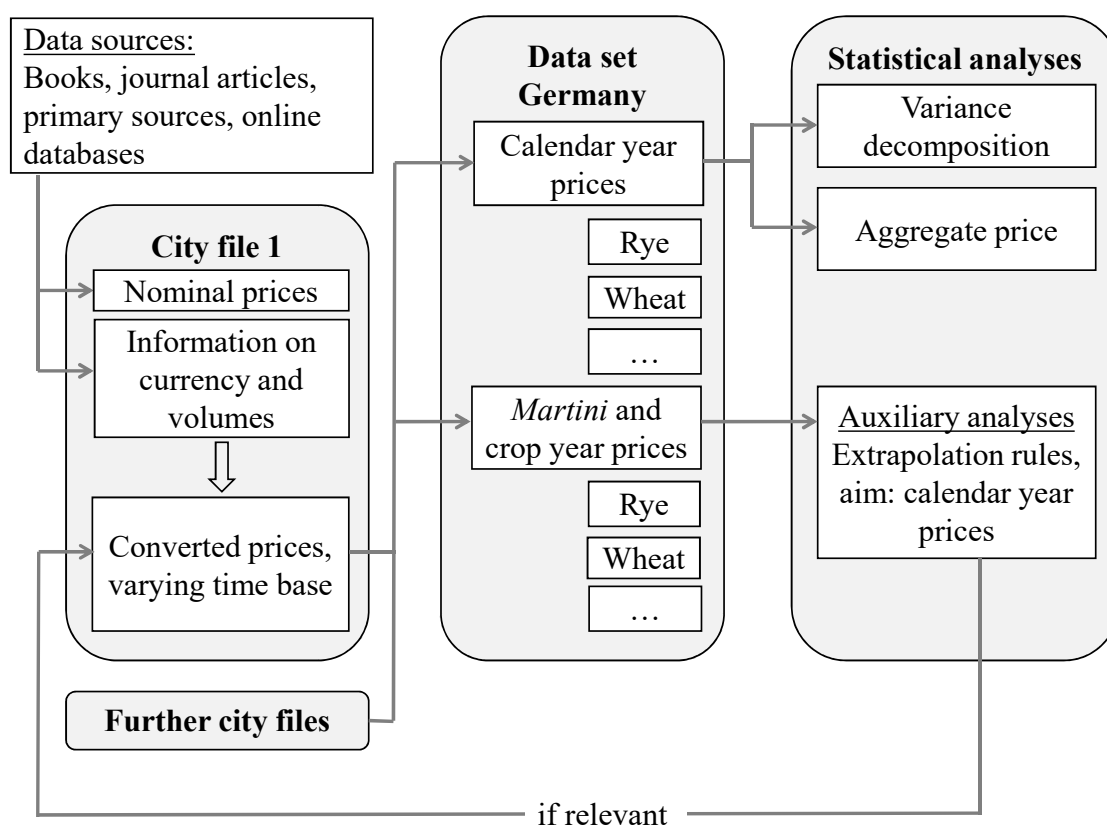 Data sources:
Books, journal articles,
primary sources, online
databases
City file 1
Nominal prices
Information on
currency and
volumes
Converted prices,
varying time base
Further city files
Data set
Germany
Calendar year
prices
Rye
Wheat
…
Martini and
crop year prices
Rye
Wheat
…
Statistical analyses
Variance
decomposition
Aggregate price
Auxiliary analyses
Extrapolation rules,
aim: calendar year
prices
if relevant